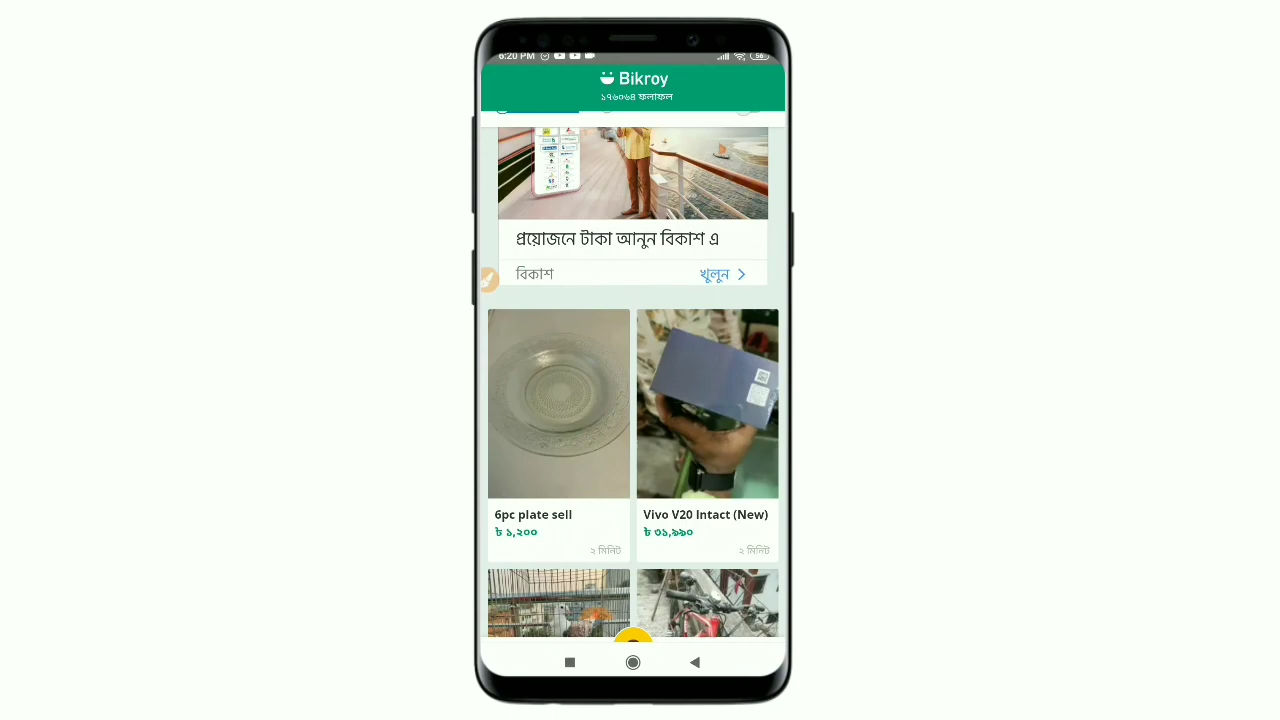 6:20 PM
56
Bikroy
১৭৬০৬৪ ফলাফল
প্রয়োজনে টাকা আনুন বিকাশ এ
বিকাশ
খুলুন
6pc plate sell
৳ ১,২০০
২ মিনিট
Vivo V20 Intact (New)
৳ ৩১,৯৯০
২ মিনিট